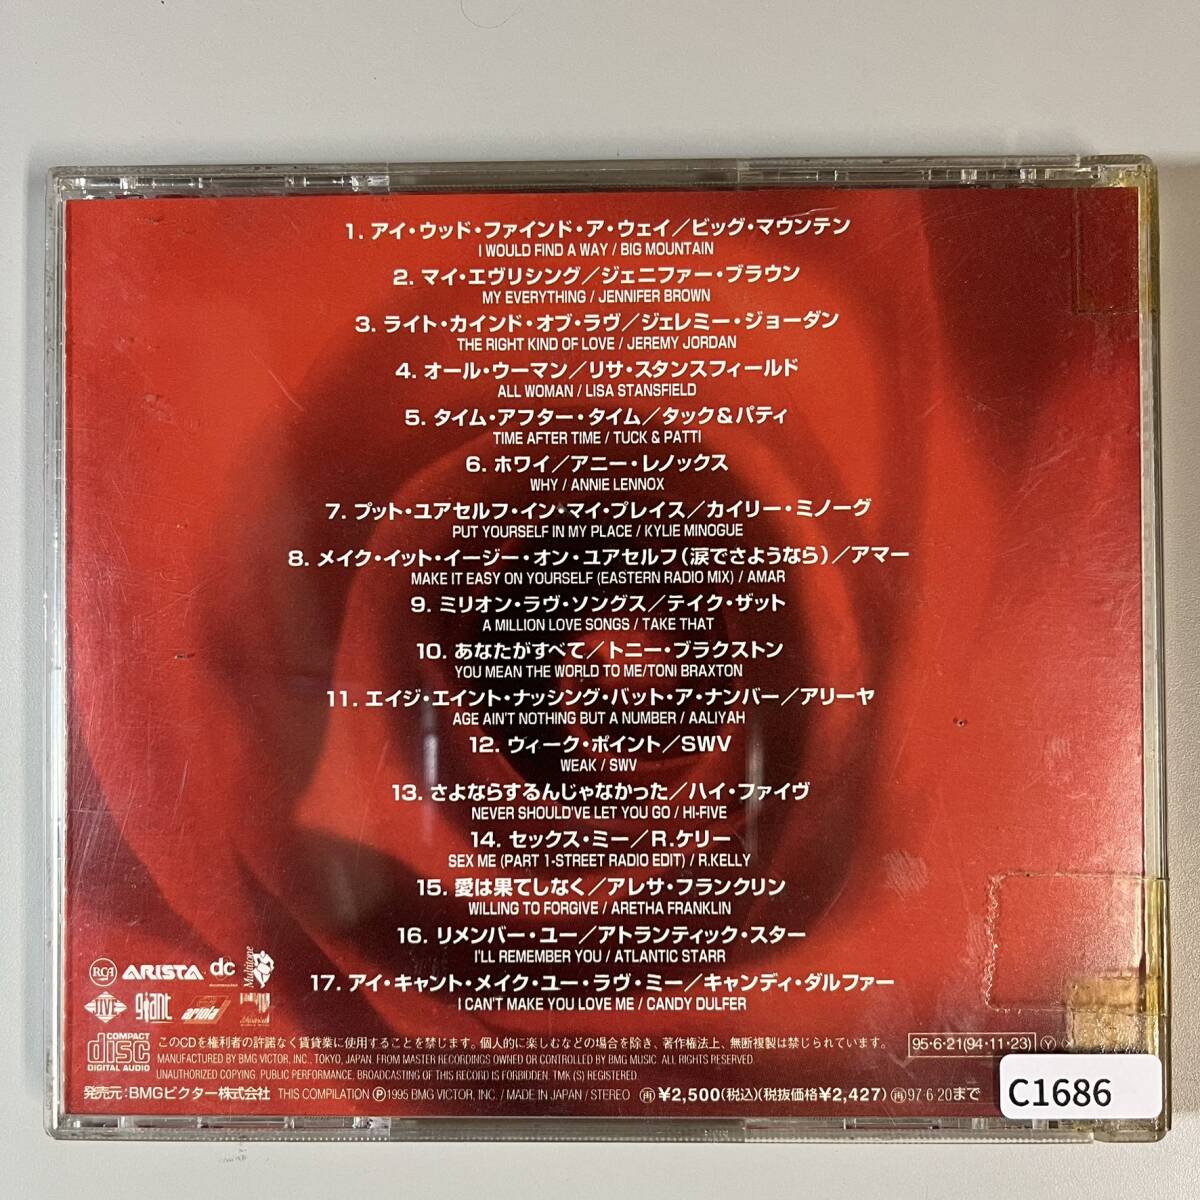 1. アイ・ウッド・ファインド・ア・ウェイ／ビッグ・マウンテン
I WOULD FIND A WAY / BIG MOUNTAIN
2. マイ・エヴリシング／ジェニファー・ブラウン
MY EVERYTHING / JENNIFER BROWN
3. ライト・カインド・オブ・ラヴ／ジェレミー・ジョーダン
THE RIGHT KIND OF LOVE / JEREMY JORDAN
4. オール・ウーマン／リサ・スタンスフィールド
ALL WOMAN / LISA STANSFIELD
5. タイム・アフター・タイム／タック＆パティ
TIME AFTER TIME / TUCK & PATTI
6. ホワイ／アニー・レノックス
WHY / ANNIE LENNOX
7. プット・ユアセルフ・イン・マイ・プレイス／カイリー・ミノーグ
PUT YOURSELF IN MY PLACE / KYLIE MINOGUE
8. メイク・イット・イージー・オン・ユアセルフ（涙でさようなら）／アマー
MAKE IT EASY ON YOURSELF (EASTERN RADIO MIX) / AMAR
9. ミリオン・ラヴ・ソングス／テイク・ザット
A MILLION LOVE SONGS / TAKE THAT
10. あなたがすべて／トニー・ブラクストン
YOU MEAN THE WORLD TO ME/TONI BRAXTON
11. エイジ・エイント・ナッシング・バット・ア・ナンバー／アリーヤ
AGE AIN'T NOTHING BUT A NUMBER / AALIYAH
12. ウィーク・ポイント／SWV
WEAK / SWV
13. さよならするんじゃなかった／ハイ・ファイヴ
NEVER SHOULD'VE LET YOU GO / HI-FIVE
14. セックス・ミー／R.ケリー
SEX ME (PART 1-STREET RADIO EDIT) / R.KELLY
15. 愛は果てしなく／アレサ・フランクリン
WILLING TO FORGIVE / ARETHA FRANKLIN
16. リメンバー・ユー／アトランティック・スター
I'LL REMEMBER YOU / ATLANTIC STARR
17. アイ・キャント・メイク・ユー・ラヴ・ミー／キャンディ・ダルファー
I CAN'T MAKE YOU LOVE ME / CANDY DULFER
RCA ARISTA dc Multitone
JIVE giant ariola
COMPACT disc DIGITAL AUDIO
このCDを権利者の許諾なく賃貸業に使用することを禁じます。個人的に楽しむなどの場合を除き、著作権法上、無断複製は禁じられています。
95・6・21(94・11・23) Y
MANUFACTURED BY BMG VICTOR, INC., TOKYO, JAPAN. FROM MASTER RECORDINGS OWNED OR CONTROLLED BY BMG MUSIC. ALL RIGHTS RESERVED.
UNAUTHORIZED COPYING. PUBLIC PERFORMANCE, BROADCASTING OF THIS RECORD IS FORBIDDEN. TMK (S) REGISTERED.
発売元：BMGビクター株式会社 THIS COMPILATION Ⓟ1995 BMG VICTOR, INC. / MADE IN JAPAN / STEREO
㊢¥2,500(税込)(税抜価格¥2,427) ㊢97・6・20まで
C1686